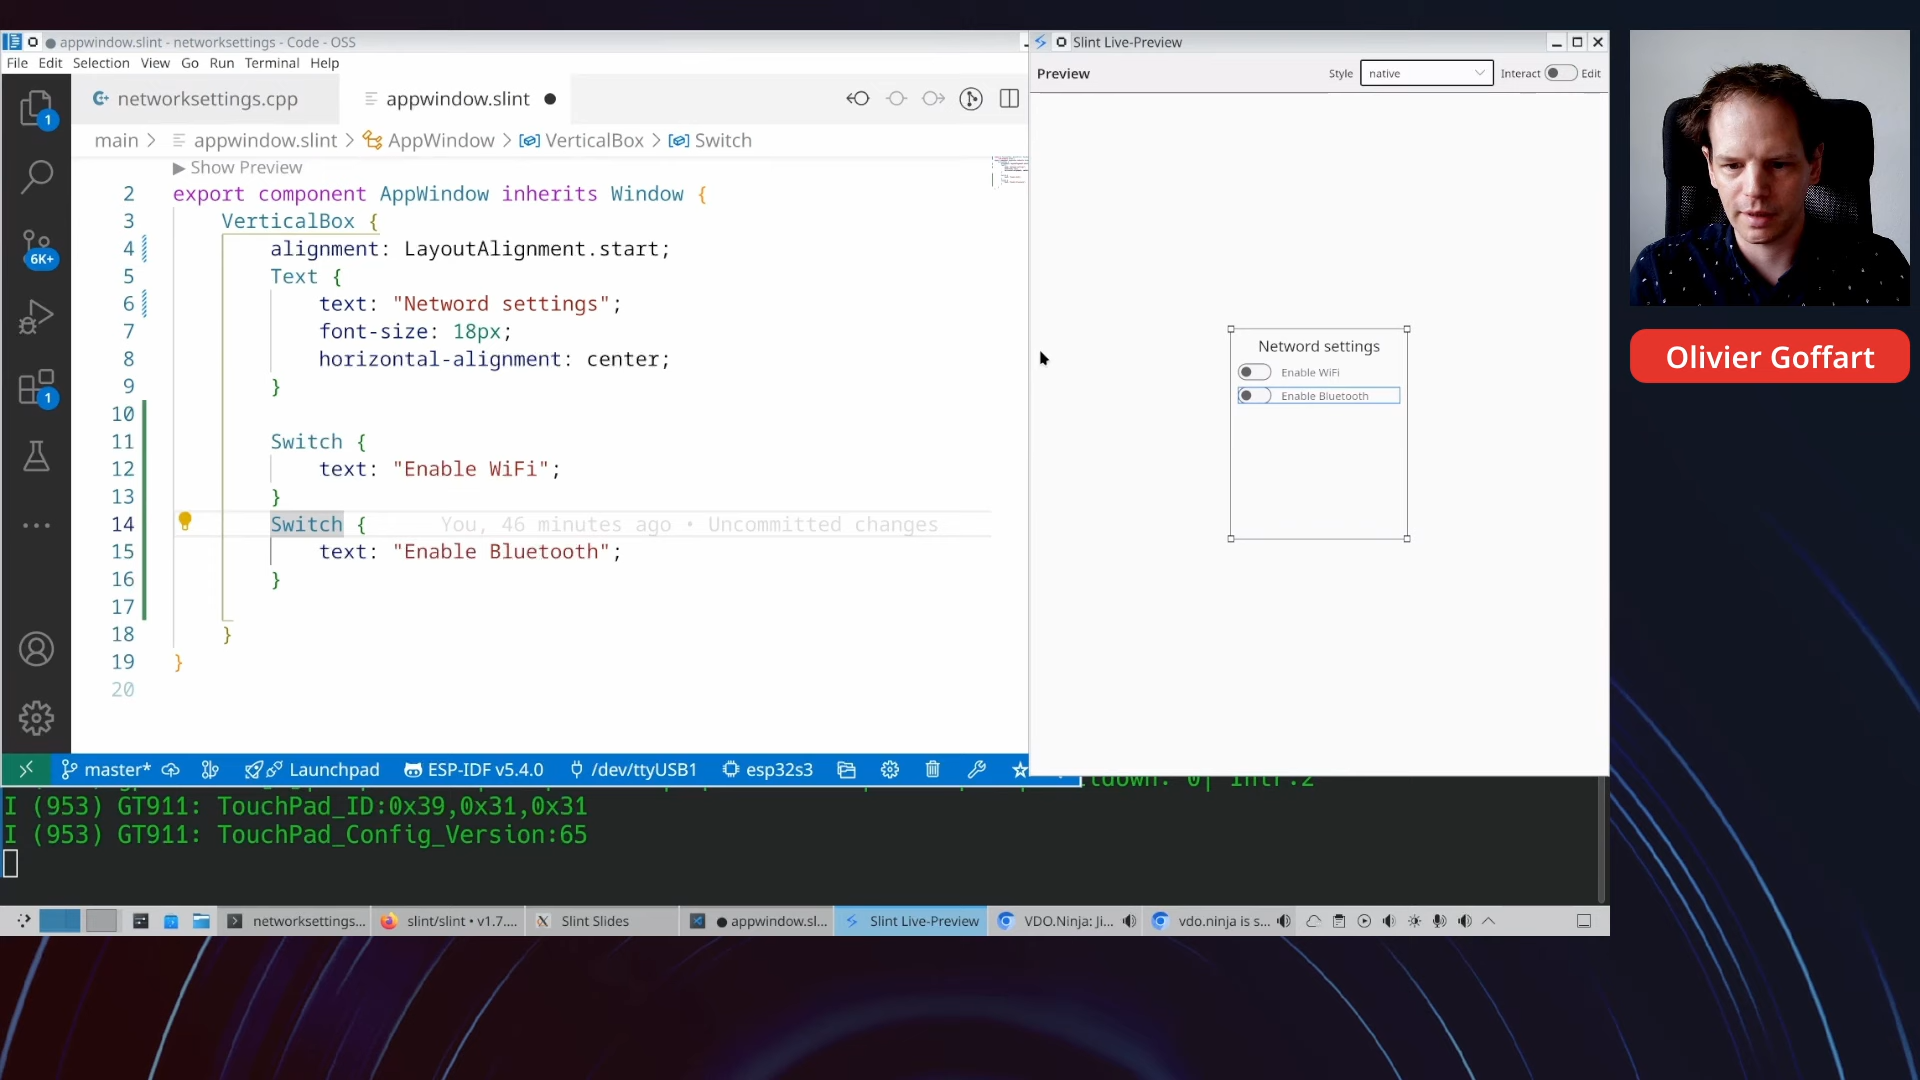 appwindow.slint - networksettings - Code - OSS
File Edit Selection View Go Run Terminal Help
networksettings.cpp
appwindow.slint
main > appwindow.slint > AppWindow > VerticalBox > Switch
Show Preview
2 export component AppWindow inherits Window {
3 VerticalBox {
4 alignment: LayoutAlignment.start;
5 Text {
6 text: "Netword settings";
7 font-size: 18px;
8 horizontal-alignment: center;
9 }
10
11 Switch {
12 text: "Enable WiFi";
13 }
14 Switch { You, 46 minutes ago • Uncommitted changes
15 text: "Enable Bluetooth";
16 }
17
18 }
19 }
20
1
6K+
1
master* Launchpad ESP-IDF v5.4.0 /dev/ttyUSB1 esp32s3
I (953) GT911: TouchPad_ID:0x39,0x31,0x31
I (953) GT911: TouchPad_Config_Version:65
Slint Live-Preview
Preview
Style native Interact Edit
Netword settings
Enable WiFi
Enable Bluetooth
networksettings... slint/slint • v1.7.... Slint Slides appwindow.sl... Slint Live-Preview VDO.Ninja: Ji... vdo.ninja is s...
Olivier Goffart